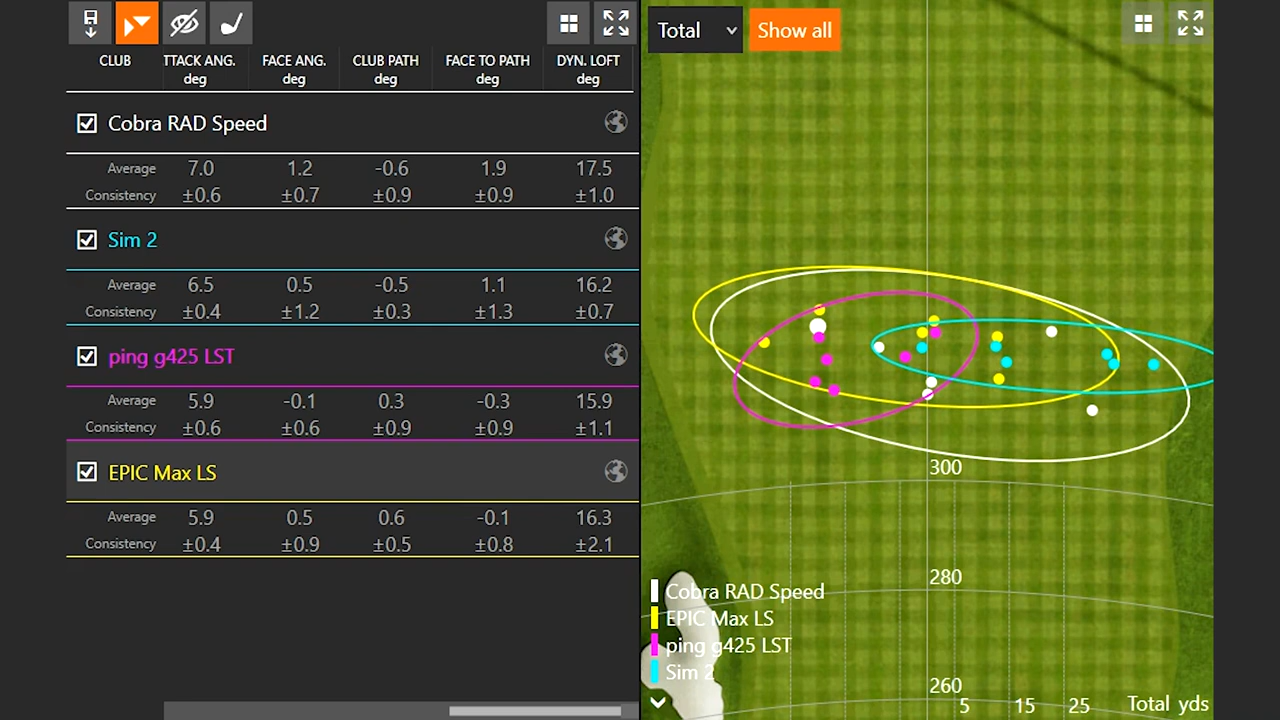 CLUB TTACK ANG. FACE ANG. CLUB PATH FACE TO PATH DYN. LOFT
deg deg deg deg deg
Cobra RAD Speed
Average 7.0 1.2 -0.6 1.9 17.5
Consistency ±0.6 ±0.7 ±0.9 ±0.9 ±1.0
Sim 2
Average 6.5 0.5 -0.5 1.1 16.2
Consistency ±0.4 ±1.2 ±0.3 ±1.3 ±0.7
ping g425 LST
Average 5.9 -0.1 0.3 -0.3 15.9
Consistency ±0.6 ±0.6 ±0.9 ±0.9 ±1.1
EPIC Max LS
Average 5.9 0.5 0.6 -0.1 16.3
Consistency ±0.4 ±0.9 ±0.5 ±0.8 ±2.1
Total Show all
300
280
260
Cobra RAD Speed
EPIC Max LS
ping g425 LST
Sim 2
5 15 25 Total yds